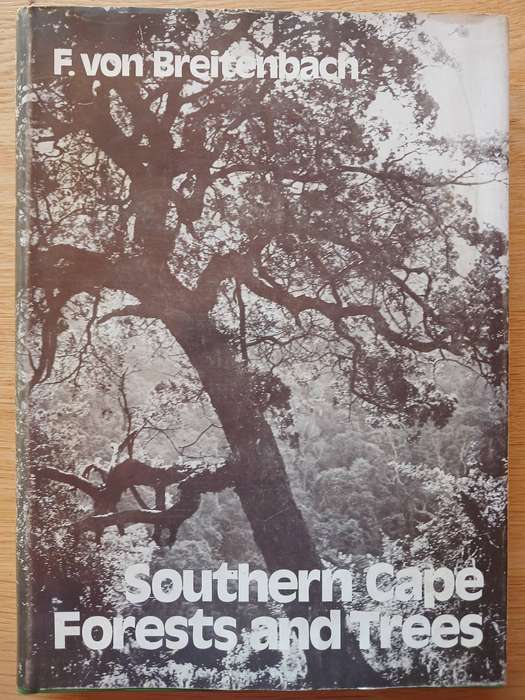 F. von Breitenbach
Southern Cape
Forests and Trees